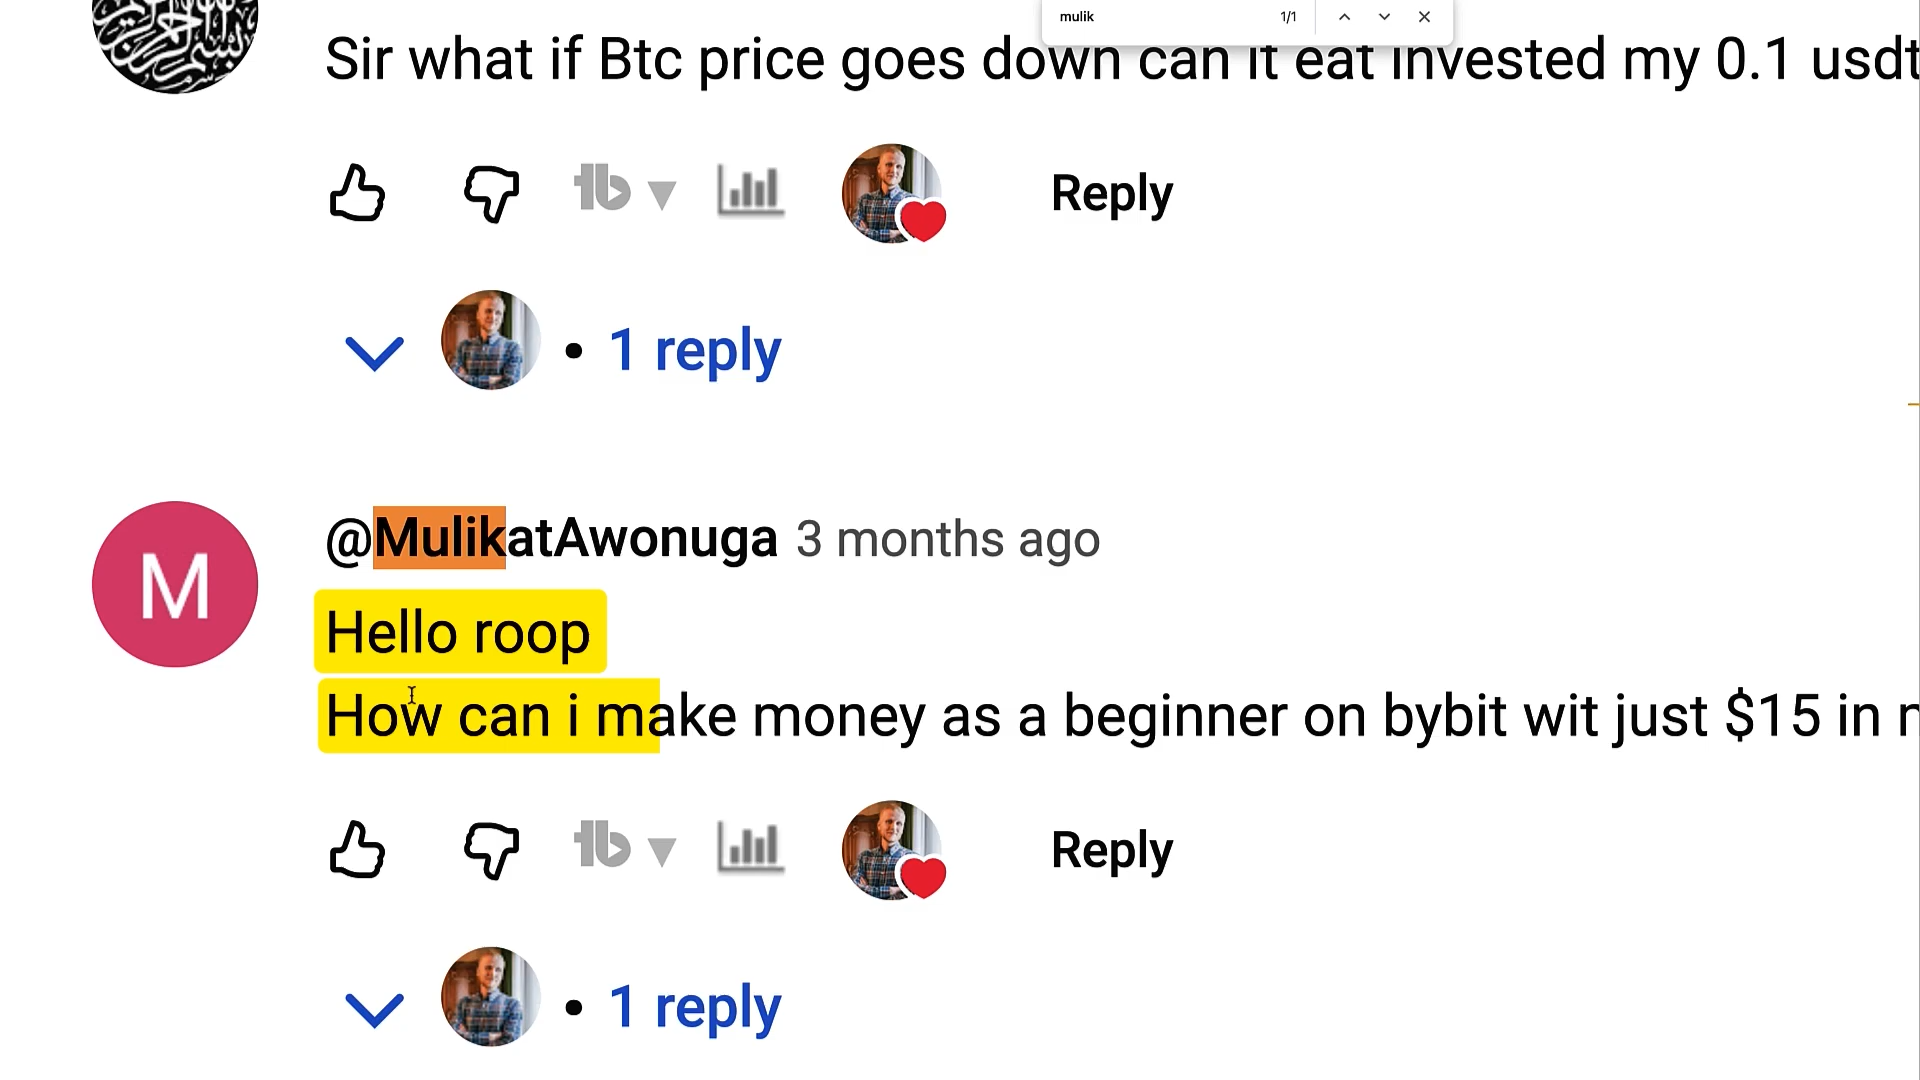 mulik 1/1
Sir what if Btc price goes down can it eat invested my 0.1 usdt
Reply
1 reply
@MulikatAwonuga 3 months ago
M
Hello roop
How can i make money as a beginner on bybit wit just $15 in
Reply
1 reply